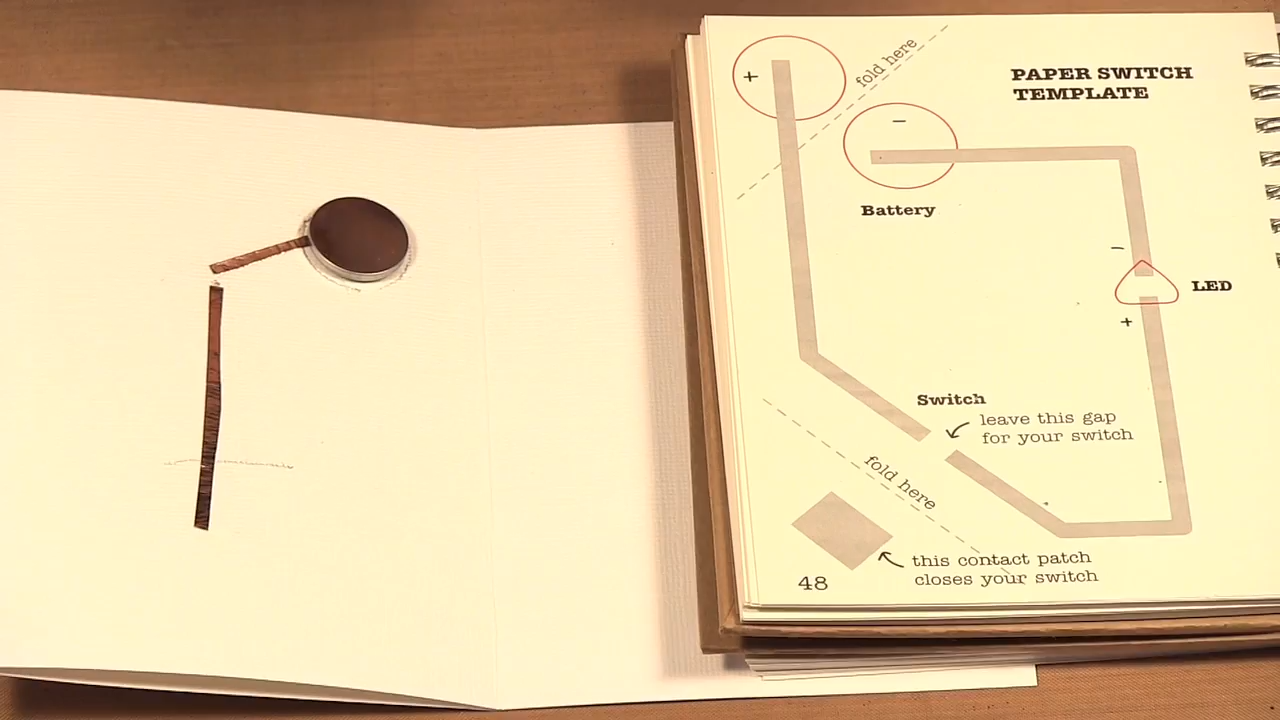 PAPER SWITCH
TEMPLATE
+
fold here
−
Battery
−
LED
+
Switch
leave this gap
for your switch
fold here
this contact patch
closes your switch
48